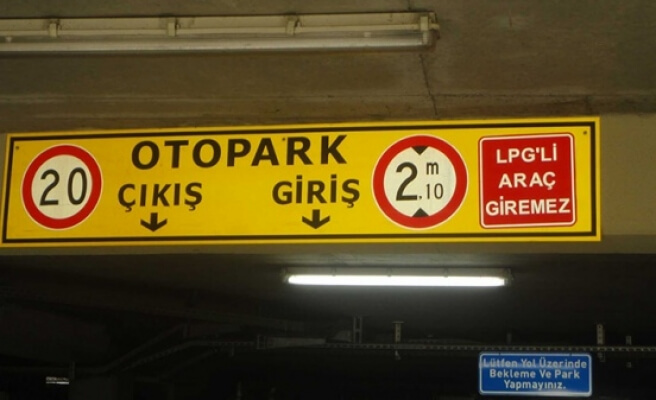 20
OTOPARK
ÇIKIŞ GİRİŞ
2.10 m
LPG'Lİ
ARAÇ
GİREMEZ
Lütfen Yol Üzerinde
Bekleme Ve Park
Yapmayınız.